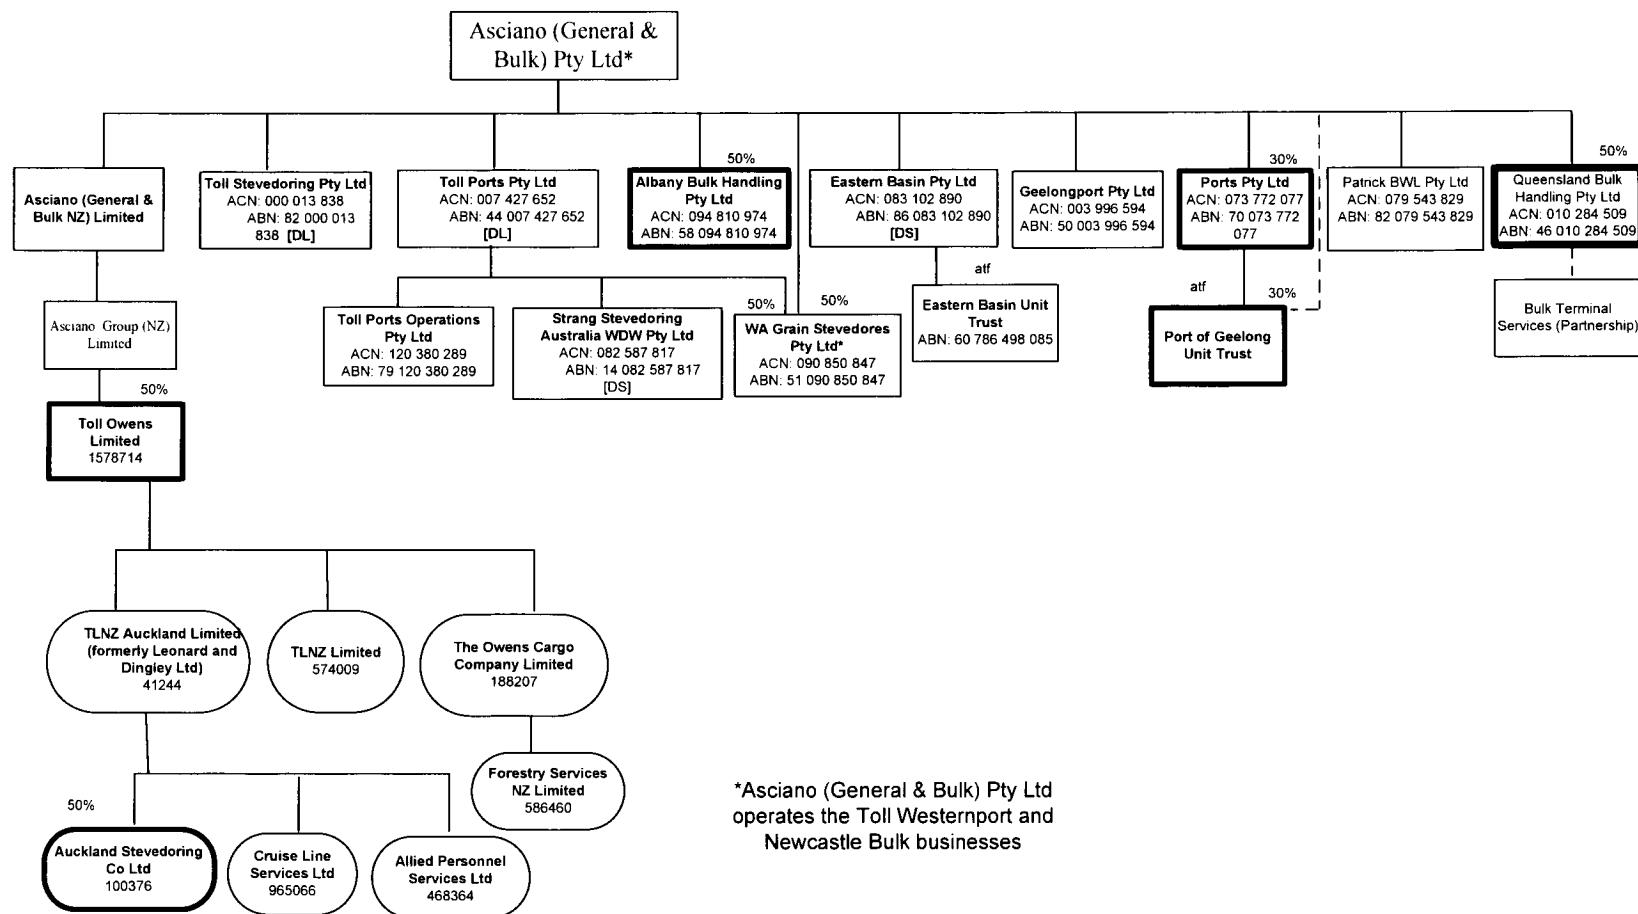 Asciano (General &
Bulk) Pty Ltd*
Asciano (General &
Bulk NZ) Limited
Toll Stevedoring Pty Ltd
ACN: 000 013 838
ABN: 82 000 013
838 [DL]
Toll Ports Pty Ltd
ACN: 007 427 652
ABN: 44 007 427 652
[DL]
50%
Albany Bulk Handling
Pty Ltd
ACN: 094 810 974
ABN: 58 094 810 974
Eastern Basin Pty Ltd
ACN: 083 102 890
ABN: 86 083 102 890
[DS]
Geelongport Pty Ltd
ACN: 003 996 594
ABN: 50 003 996 594
30%
Ports Pty Ltd
ACN: 073 772 077
ABN: 70 073 772
077
Patrick BWL Pty Ltd
ACN: 079 543 829
ABN: 82 079 543 829
50%
Queensland Bulk
Handling Pty Ltd
ACN: 010 284 509
ABN: 46 010 284 509
Asciano Group (NZ)
Limited
Toll Ports Operations
Pty Ltd
ACN: 120 380 289
ABN: 79 120 380 289
Strang Stevedoring
Australia WDW Pty Ltd
ACN: 082 587 817
ABN: 14 082 587 817
[DS]
50%
50%
WA Grain Stevedores
Pty Ltd*
ACN: 090 850 847
ABN: 51 090 850 847
atf
Eastern Basin Unit
Trust
ABN: 60 786 498 085
atf
30%
Port of Geelong
Unit Trust
Bulk Terminal
Services (Partnership)
50%
Toll Owens
Limited
1578714
TLNZ Auckland Limited
(formerly Leonard and
Dingley Ltd)
41244
TLNZ Limited
574009
The Owens Cargo
Company Limited
188207
Forestry Services
NZ Limited
586460
50%
Auckland Stevedoring
Co Ltd
100376
Cruise Line
Services Ltd
965066
Allied Personnel
Services Ltd
468364
*Asciano (General & Bulk) Pty Ltd
operates the Toll Westernport and
Newcastle Bulk businesses